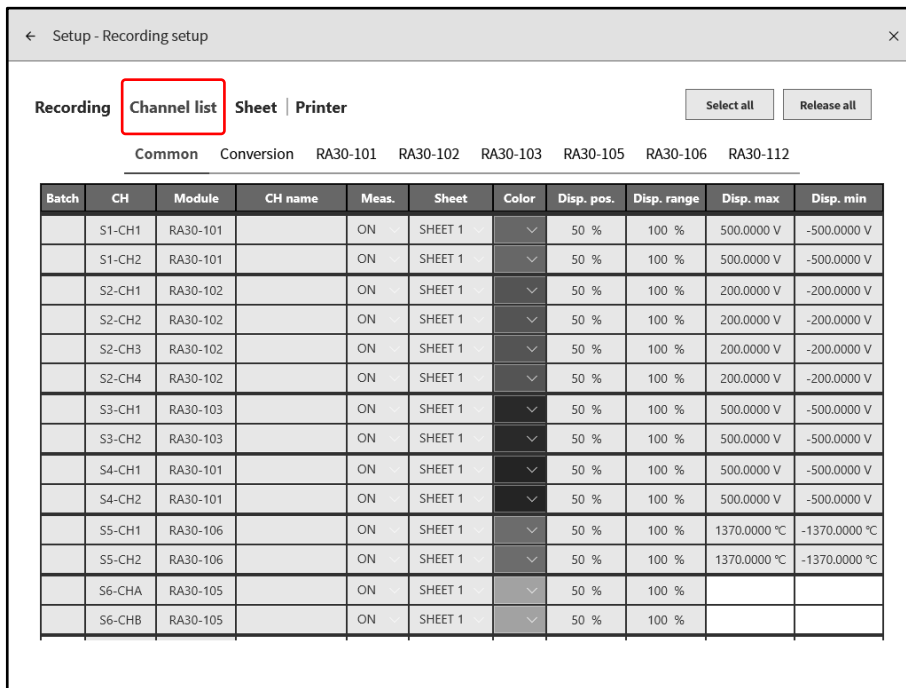 ← Setup - Recording setup ×
Recording Channel list Sheet | Printer Select all Release all
Common Conversion RA30-101 RA30-102 RA30-103 RA30-105 RA30-106 RA30-112
Batch CH Module CH name Meas. Sheet Color Disp. pos. Disp. range Disp. max Disp. min
S1-CH1 RA30-101 ON SHEET 1 50 % 100 % 500.0000 V -500.0000 V
S1-CH2 RA30-101 ON SHEET 1 50 % 100 % 500.0000 V -500.0000 V
S2-CH1 RA30-102 ON SHEET 1 50 % 100 % 200.0000 V -200.0000 V
S2-CH2 RA30-102 ON SHEET 1 50 % 100 % 200.0000 V -200.0000 V
S2-CH3 RA30-102 ON SHEET 1 50 % 100 % 200.0000 V -200.0000 V
S2-CH4 RA30-102 ON SHEET 1 50 % 100 % 200.0000 V -200.0000 V
S3-CH1 RA30-103 ON SHEET 1 50 % 100 % 500.0000 V -500.0000 V
S3-CH2 RA30-103 ON SHEET 1 50 % 100 % 500.0000 V -500.0000 V
S4-CH1 RA30-101 ON SHEET 1 50 % 100 % 500.0000 V -500.0000 V
S4-CH2 RA30-101 ON SHEET 1 50 % 100 % 500.0000 V -500.0000 V
S5-CH1 RA30-106 ON SHEET 1 50 % 100 % 1370.0000 ℃ -1370.0000 ℃
S5-CH2 RA30-106 ON SHEET 1 50 % 100 % 1370.0000 ℃ -1370.0000 ℃
S6-CHA RA30-105 ON SHEET 1 50 % 100 %
S6-CHB RA30-105 ON SHEET 1 50 % 100 %